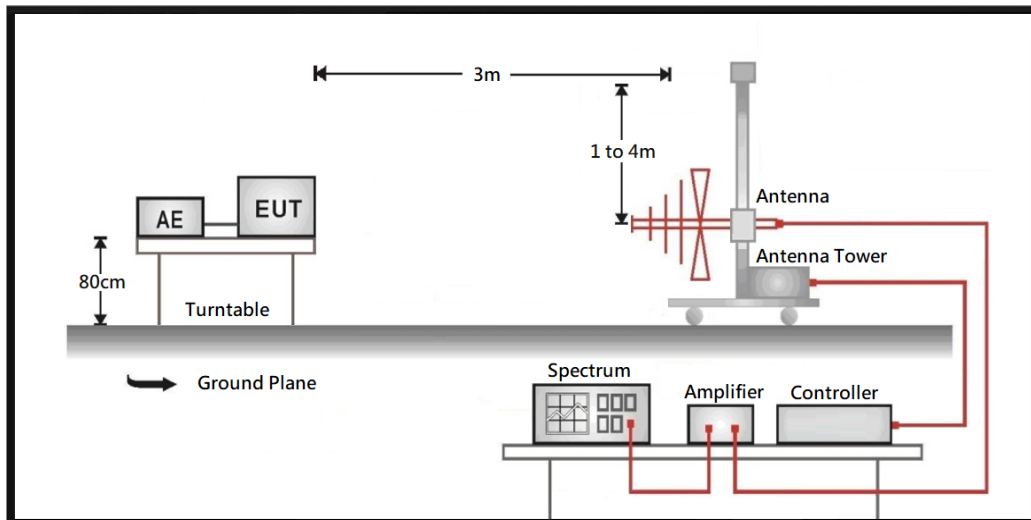 3m
1 to 4m
Antenna
AE
EUT
Antenna Tower
80cm
Turntable
Ground Plane
Spectrum
Amplifier
Controller